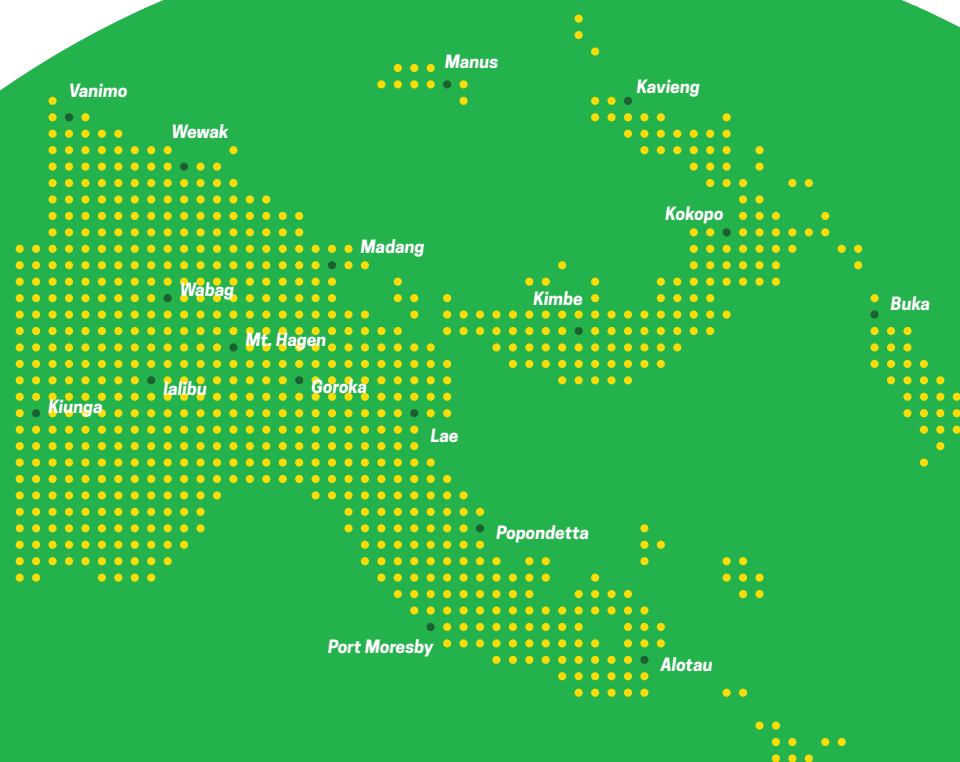 Manus
Kavieng
Vanimo
Wewak
Kokopo
Madang
Wabag
Kimbe
Buka
Mt. Hagen
Ialibu
Goroka
Kiunga
Lae
Popondetta
Port Moresby
Alotau